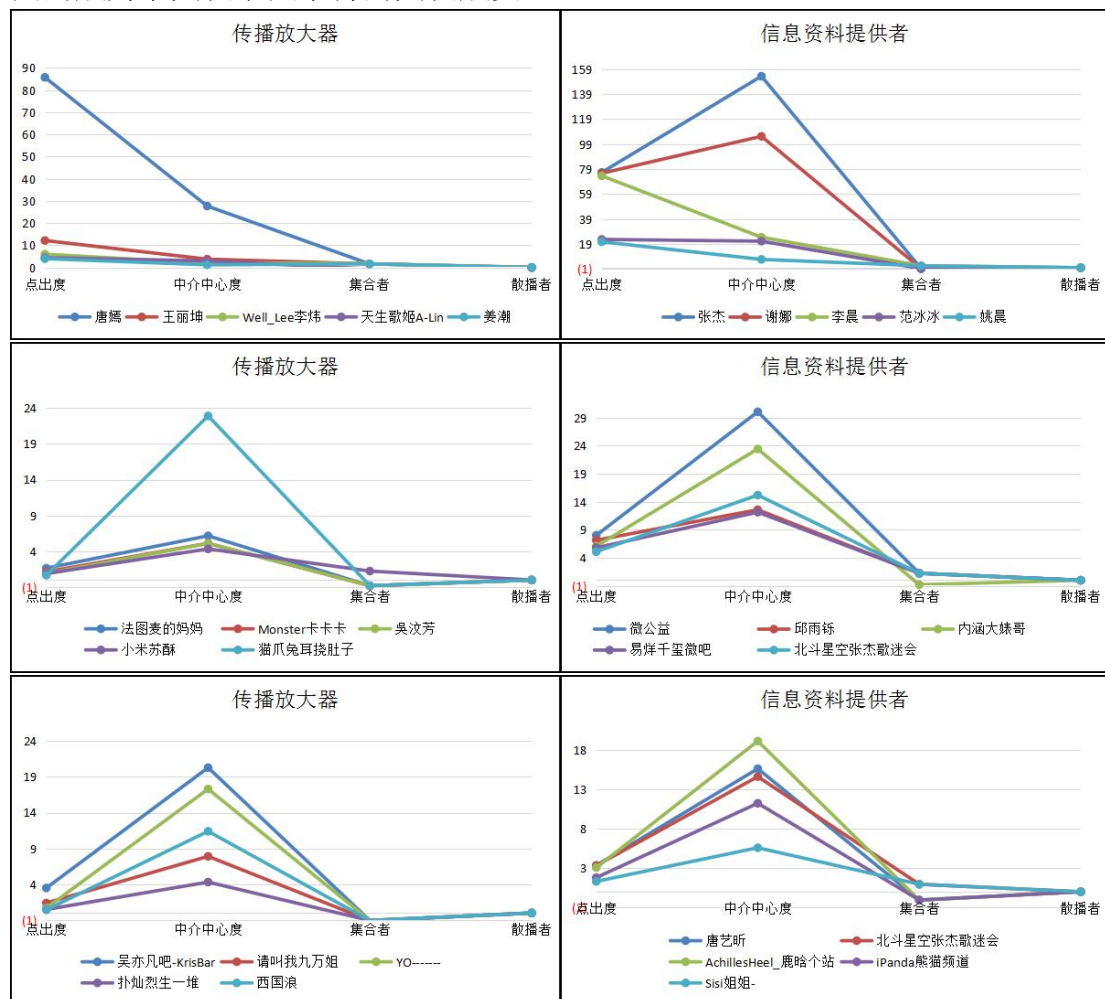 传播放大器
90
80
70
60
50
40
30
20
10
0
点出度 中介中心度 集合者 散播者
唐嫣 王丽坤 Well_Lee李炜 天生歌姬A-Lin 姜潮
信息资料提供者
159
139
119
99
79
59
39
19
(1)
点出度 中介中心度 集合者 散播者
张杰 谢娜 李晨 范冰冰 姚晨
传播放大器
24
19
14
9
4
(1)
点出度 中介中心度 集合者 散播者
法图麦的妈妈 Monster卡卡卡 吳汶芳
小米苏酥 猫爪兔耳挠肚子
信息资料提供者
29
24
19
14
9
4
(1)
点出度 中介中心度 集合者 散播者
微公益 邱雨铄 内涵大婊哥
易烊千玺微吧 北斗星空张杰歌迷会
传播放大器
24
19
14
9
4
(1)
点出度 中介中心度 集合者 散播者
吴亦凡吧-KrisBar 请叫我九万姐 YO-------
扑灿烈生一堆 西国浪
信息资料提供者
18
13
8
3
点出度 中介中心度 集合者 散播者
唐艺昕 北斗星空张杰歌迷会
AchillesHeel_鹿晗个站 iPanda熊猫频道
Sisi姐姐-